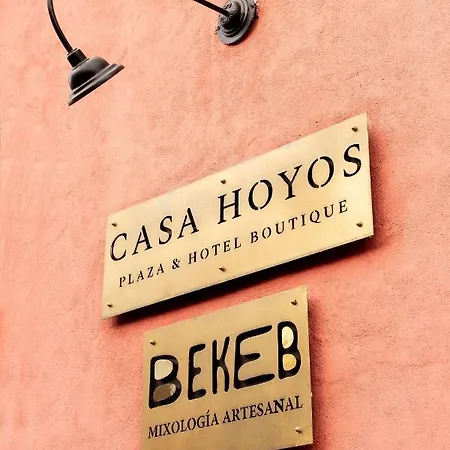 CASA HOYOS
PLAZA & HOTEL BOUTIQUE
BEKEB
MIXOLOGÍA ARTESANAL